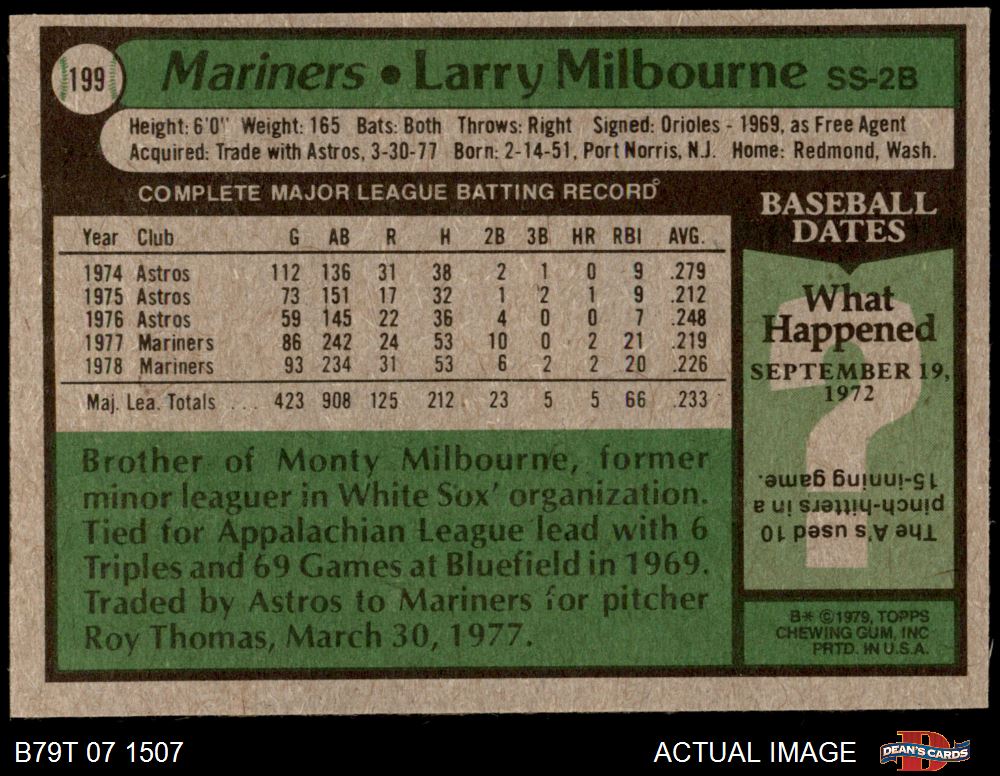 199
Mariners • Larry Milbourne SS-2B
Height: 6'0" Weight: 165 Bats: Both Throws: Right Signed: Orioles - 1969, as Free Agent
Acquired: Trade with Astros, 3-30-77 Born: 2-14-51, Port Norris, N.J. Home: Redmond, Wash.
COMPLETE MAJOR LEAGUE BATTING RECORD
Year Club G AB R H 2B 3B HR RBI AVG.
1974 Astros 112 136 31 38 2 1 0 9 .279
1975 Astros 73 151 17 32 1 2 1 9 .212
1976 Astros 59 145 22 36 4 0 0 7 .248
1977 Mariners 86 242 24 53 10 0 2 21 .219
1978 Mariners 93 234 31 53 6 2 2 20 .226
Maj. Lea. Totals ... 423 908 125 212 23 5 5 66 .233
Brother of Monty Milbourne, former
minor leaguer in White Sox' organization.
Tied for Appalachian League lead with 6
Triples and 69 Games at Bluefield in 1969.
Traded by Astros to Mariners for pitcher
Roy Thomas, March 30, 1977.
BASEBALL
DATES
What
Happened
SEPTEMBER 19,
1972
?
The A's used 10
pinch-hitters in a
15-inning game.
B* ©1979, TOPPS
CHEWING GUM, INC
PRTD. IN U.S.A.
B79T 07 1507
ACTUAL IMAGE
D
DEAN'S CARDS